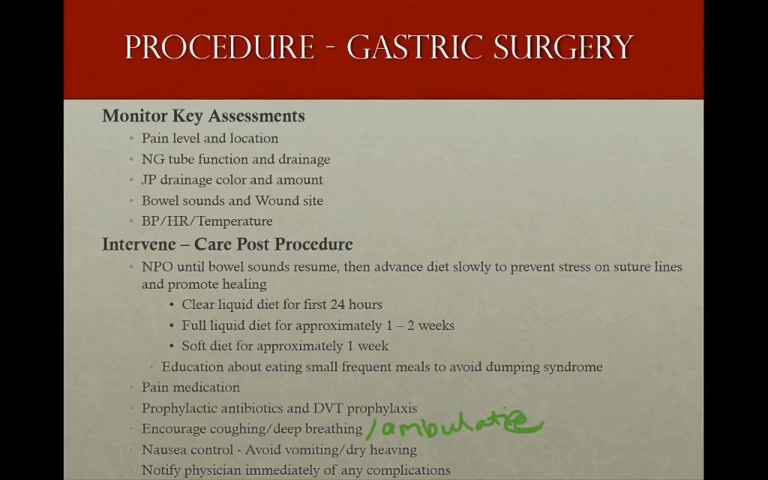 PROCEDURE - GASTRIC SURGERY
Monitor Key Assessments
• Pain level and location
• NG tube function and drainage
• JP drainage color and amount
• Bowel sounds and Wound site
• BP/HR/Temperature
Intervene – Care Post Procedure
• NPO until bowel sounds resume, then advance diet slowly to prevent stress on suture lines
and promote healing
• Clear liquid diet for first 24 hours
• Full liquid diet for approximately 1 – 2 weeks
• Soft diet for approximately 1 week
• Education about eating small frequent meals to avoid dumping syndrome
• Pain medication
• Prophylactic antibiotics and DVT prophylaxis
• Encourage coughing/deep breathing /ambulate
• Nausea control - Avoid vomiting/dry heaving
• Notify physician immediately of any complications